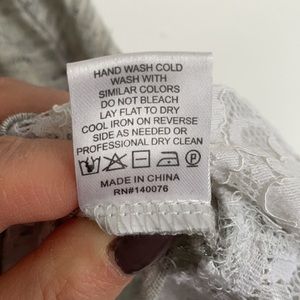 HAND WASH COLD
WASH WITH
SIMILAR COLORS
DO NOT BLEACH
LAY FLAT TO DRY
COOL IRON ON REVERSE
SIDE AS NEEDED OR
PROFESSIONAL DRY CLEAN
P
MADE IN CHINA
RN#140076